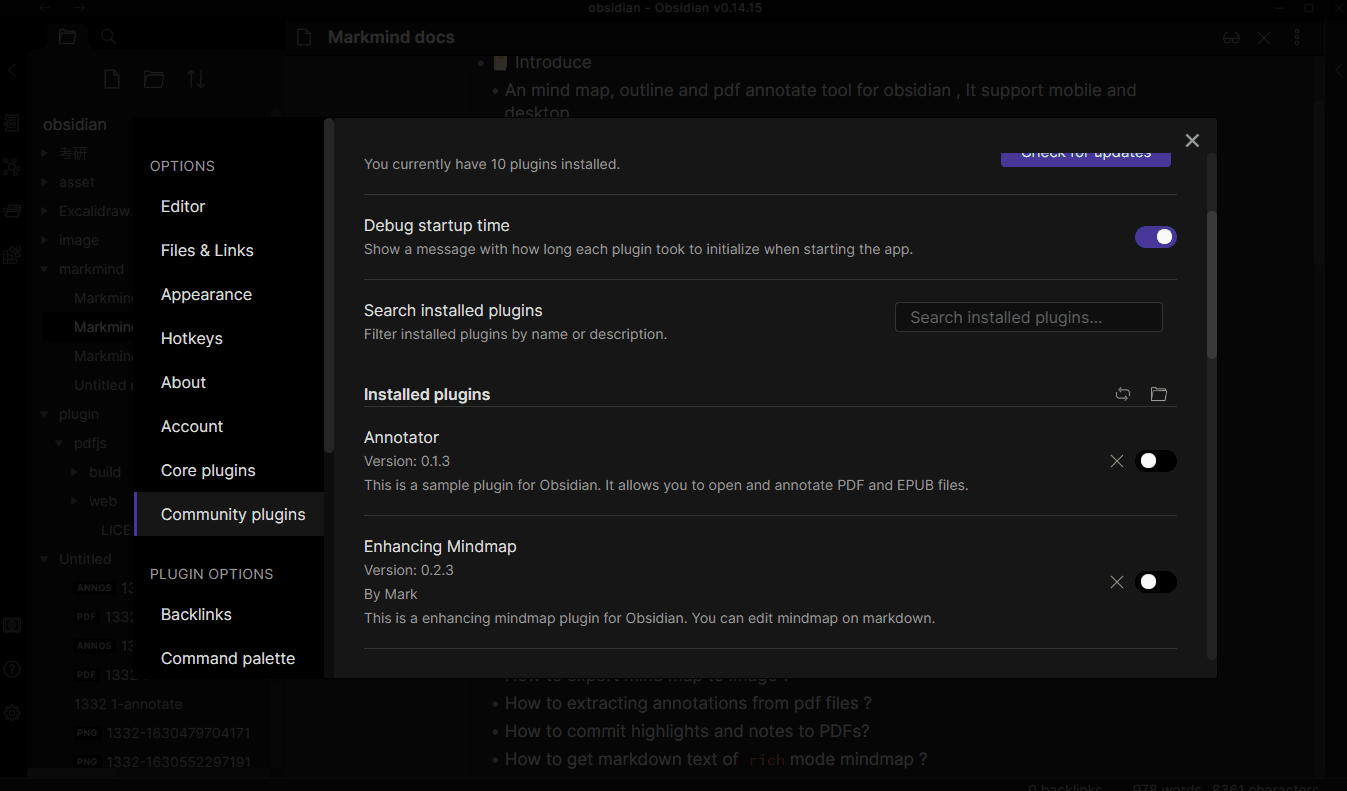 obsidian - Obsidian v0.14.15
Markmind docs
Introduce
An mind map, outline and pdf annotate tool for obsidian , It support mobile and
desktop
obsidian
考研
asset
Excalidraw
image
markmind
Markmind
Markmind
Markmind
Untitled
plugin
pdfjs
build
web
LICE
Untitled
ANNOS 13
PDF 1332
ANNOS 13
PDF 1332
1332 1-annotate
PNG 1332-1630479704171
PNG 1332-1630552297191
OPTIONS
Editor
Files & Links
Appearance
Hotkeys
About
Account
Core plugins
Community plugins
PLUGIN OPTIONS
Backlinks
Command palette
You currently have 10 plugins installed.
Check for updates
Debug startup time
Show a message with how long each plugin took to initialize when starting the app.
Search installed plugins
Filter installed plugins by name or description.
Search installed plugins...
Installed plugins
Annotator
Version: 0.1.3
This is a sample plugin for Obsidian. It allows you to open and annotate PDF and EPUB files.
Enhancing Mindmap
Version: 0.2.3
By Mark
This is a enhancing mindmap plugin for Obsidian. You can edit mindmap on markdown.
How to export mind map to image ?
How to extracting annotations from pdf files ?
How to commit highlights and notes to PDFs?
How to get markdown text of rich mode mindmap ?
0 backlinks 978 words 8361 characters